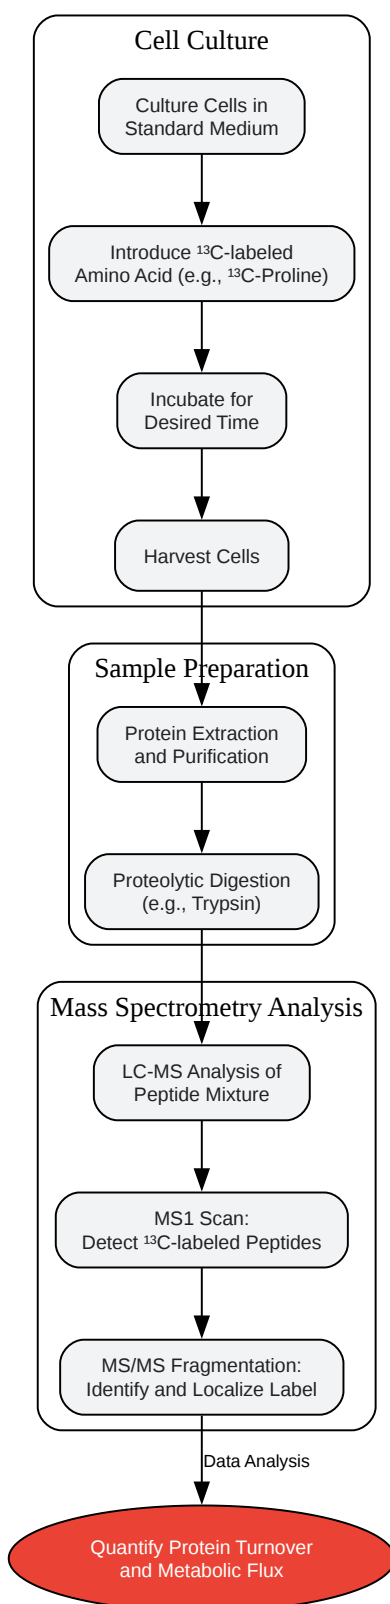 Cell Culture
Culture Cells in
Standard Medium
Introduce ¹³C-labeled
Amino Acid (e.g., ¹³C-Proline)
Incubate for
Desired Time
Harvest Cells
Sample Preparation
Protein Extraction
and Purification
Proteolytic Digestion
(e.g., Trypsin)
Mass Spectrometry Analysis
LC-MS Analysis of
Peptide Mixture
MS1 Scan:
Detect ¹³C-labeled Peptides
MS/MS Fragmentation:
Identify and Localize Label
Data Analysis
Quantify Protein Turnover
and Metabolic Flux